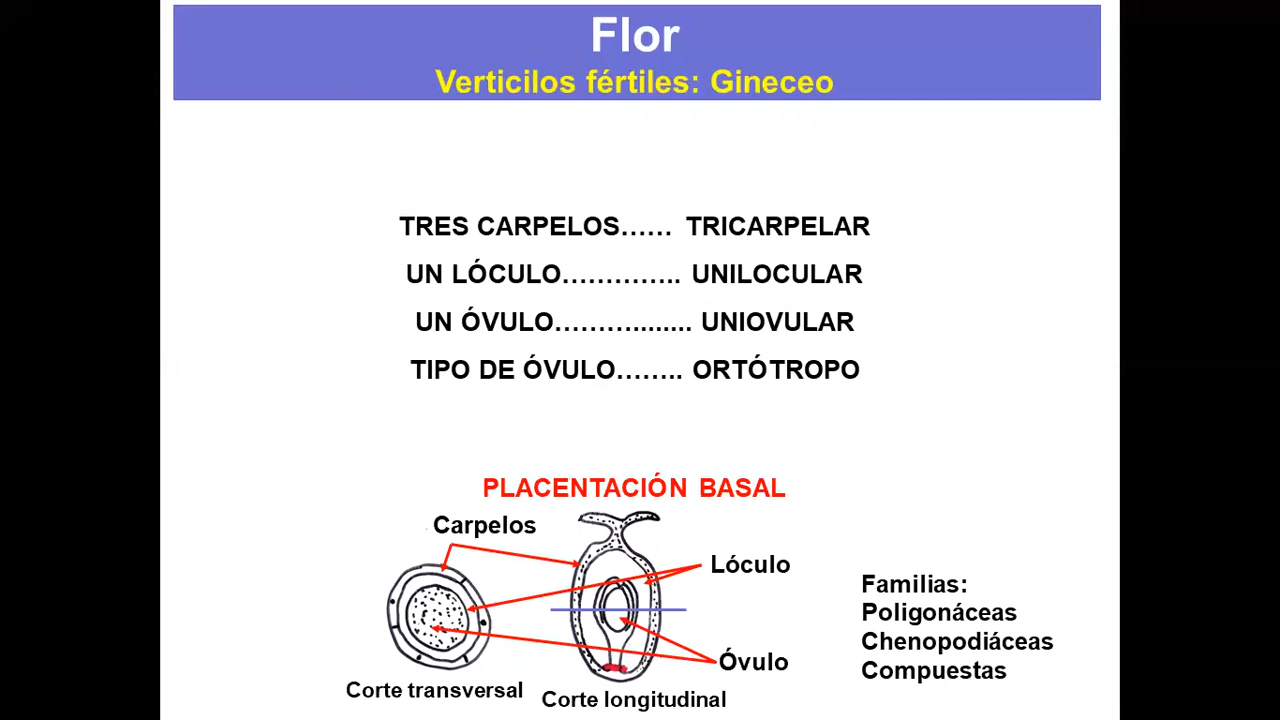 Flor
Verticilos fértiles: Gineceo
TRES CARPELOS…… TRICARPELAR
UN LÓCULO………….. UNILOCULAR
UN ÓVULO………........ UNIOVULAR
TIPO DE ÓVULO…….. ORTÓTROPO
PLACENTACIÓN BASAL
Carpelos
Lóculo
Óvulo
Corte transversal
Corte longitudinal
Familias:
Poligonáceas
Chenopodiáceas
Compuestas